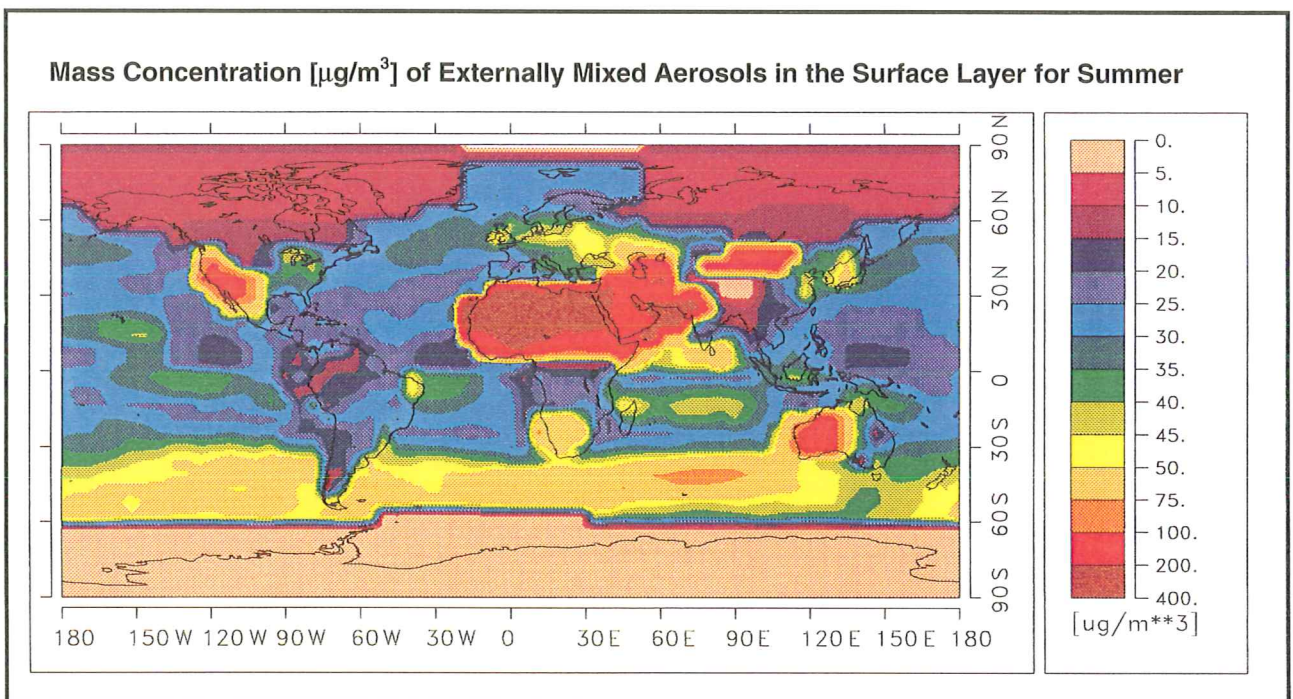 Mass Concentration [μg/m³] of Externally Mixed Aerosols in the Surface Layer for Summer
90N
60N
30N
0
30S
60S
90S
180 150W 120W 90W 60W 30W 0 30E 60E 90E 120E 150E 180
0.
5.
10.
15.
20.
25.
30.
35.
40.
45.
50.
75.
100.
200.
400.
[ug/m**3]